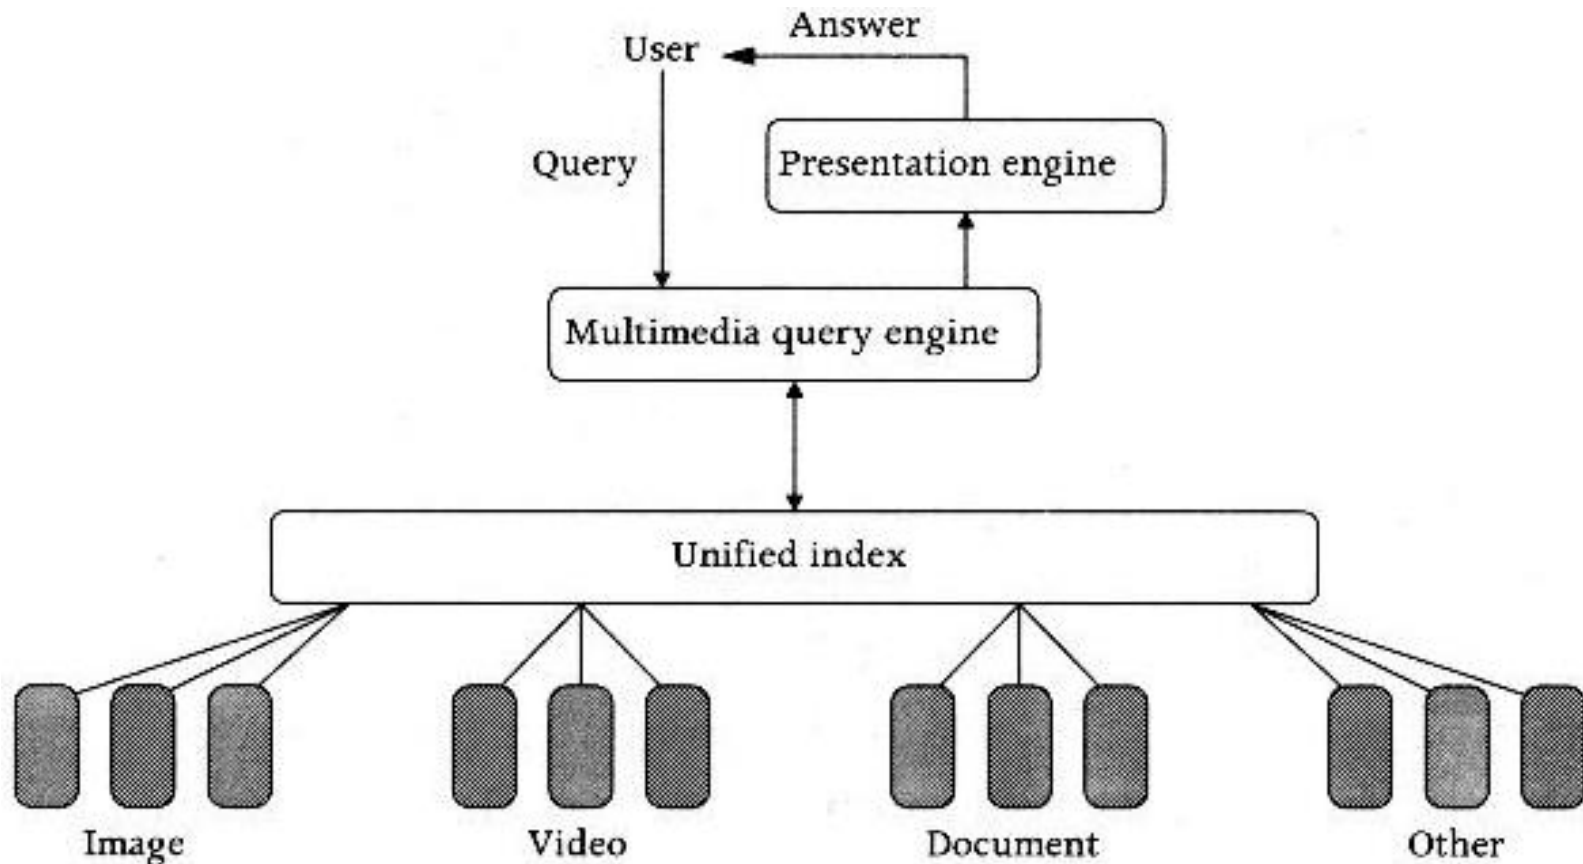 Answer
User
Query
Presentation engine
Multimedia query engine
Unified index
Image
Video
Document
Other